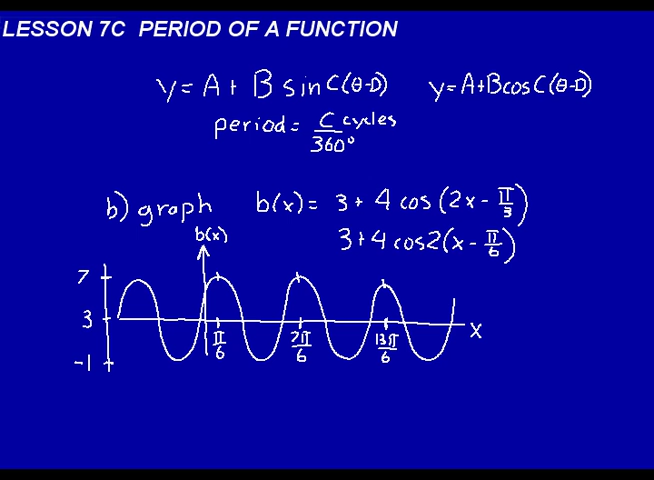 LESSON 7C PERIOD OF A FUNCTION
y = A + B sin C(θ-D) y = A+B cos C(θ-D)
period = C cycles / 360°
b) graph b(x) = 3 + 4 cos (2x - π/3)
3 + 4 cos 2(x - π/6)
b(x)
7
3
x
π/6 7π/6 13π/6
-1